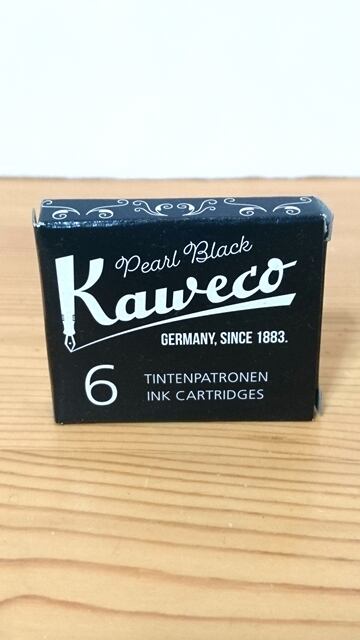 Pearl Black
Kaweco
GERMANY, SINCE 1883.
6
TINTENPATRONEN
INK CARTRIDGES